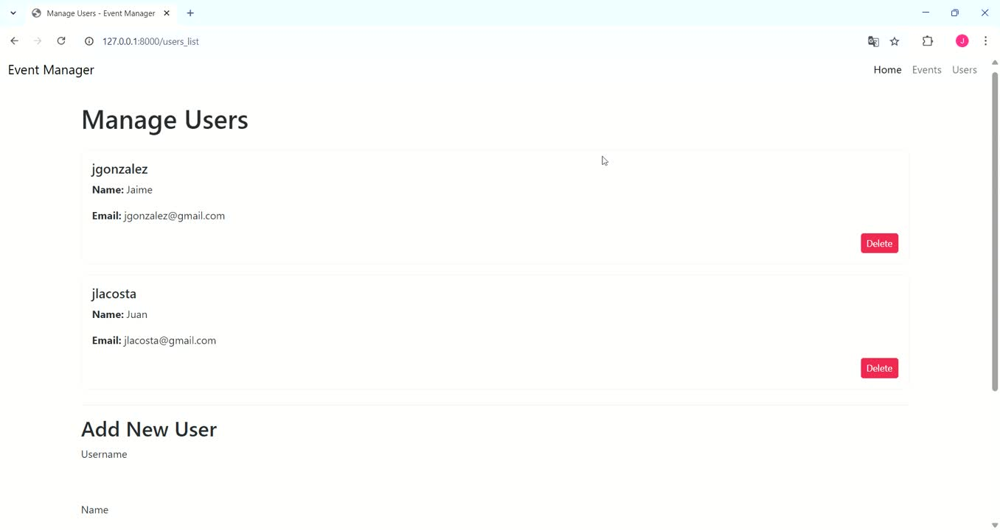 Manage Users - Event Manager
127.0.0.1:8000/users_list
J
Event Manager
Home Events Users
Manage Users
jgonzalez
Name: Jaime
Email: jgonzalez@gmail.com
Delete
jlacosta
Name: Juan
Email: jlacosta@gmail.com
Delete
Add New User
Username
Name